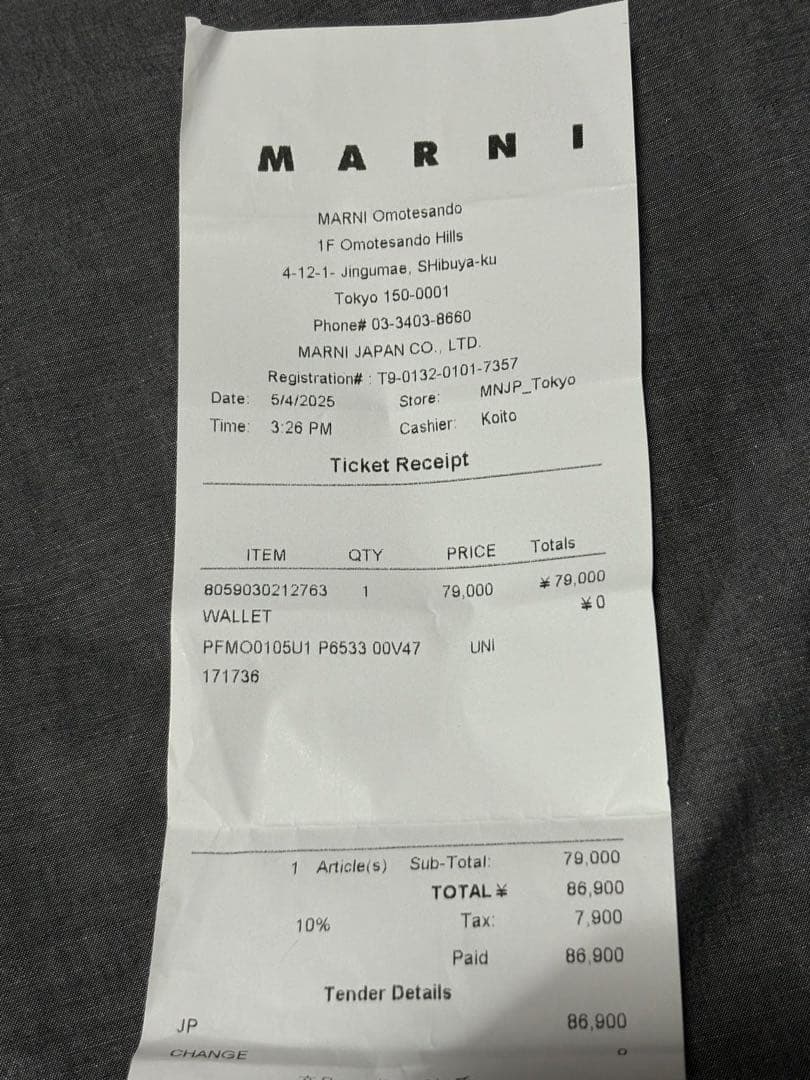 MARNI
MARNI Omotesando
1F Omotesando Hills
4-12-1- Jingumae, SHibuya-ku
Tokyo 150-0001
Phone# 03-3403-8660
MARNI JAPAN CO., LTD.
Registration# : T9-0132-0101-7357
Date: 5/4/2025 Store: MNJP_Tokyo
Time: 3:26 PM Cashier: Koito
Ticket Receipt
ITEM QTY PRICE Totals
8059030212763 1 79,000 ¥79,000
¥0
WALLET
PFMO0105U1 P6533 00V47 UNI
171736
1 Article(s) Sub-Total: 79,000
TOTAL ¥ 86,900
10% Tax: 7,900
Paid 86,900
Tender Details
JP 86,900
CHANGE 0